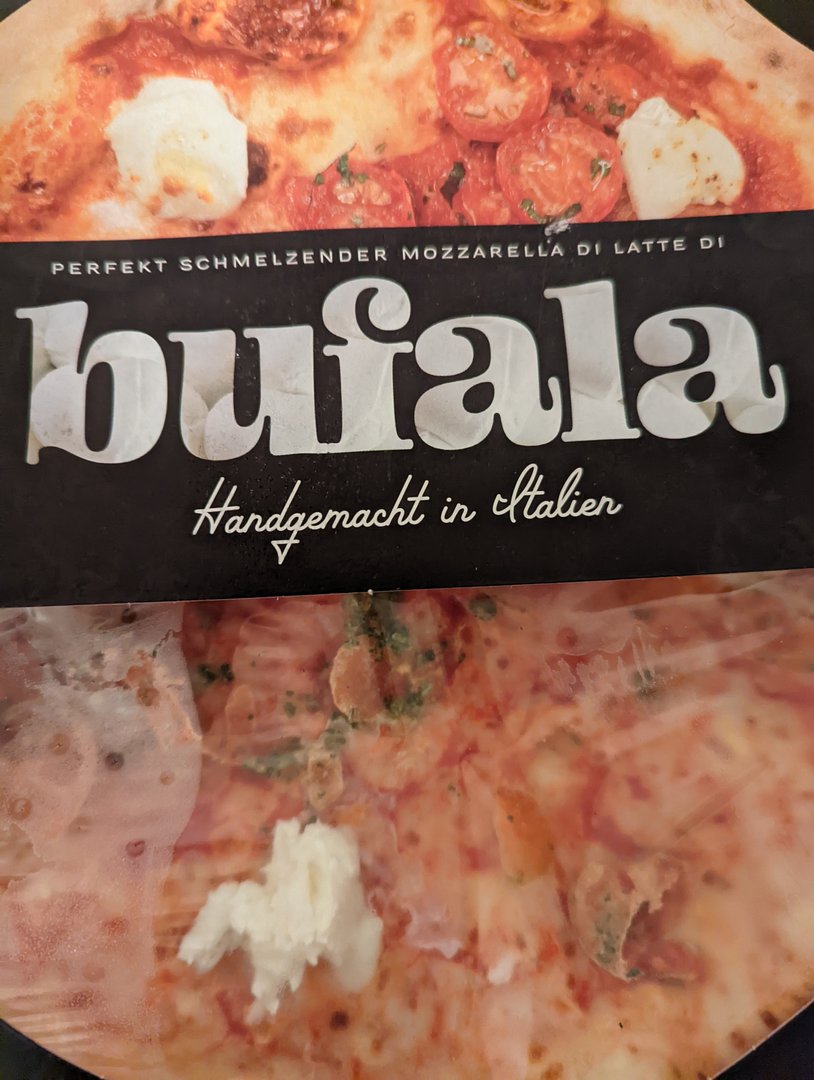 PERFEKT SCHMELZENDER MOZZARELLA DI LATTE DI
bufala
Handgemacht in Italien